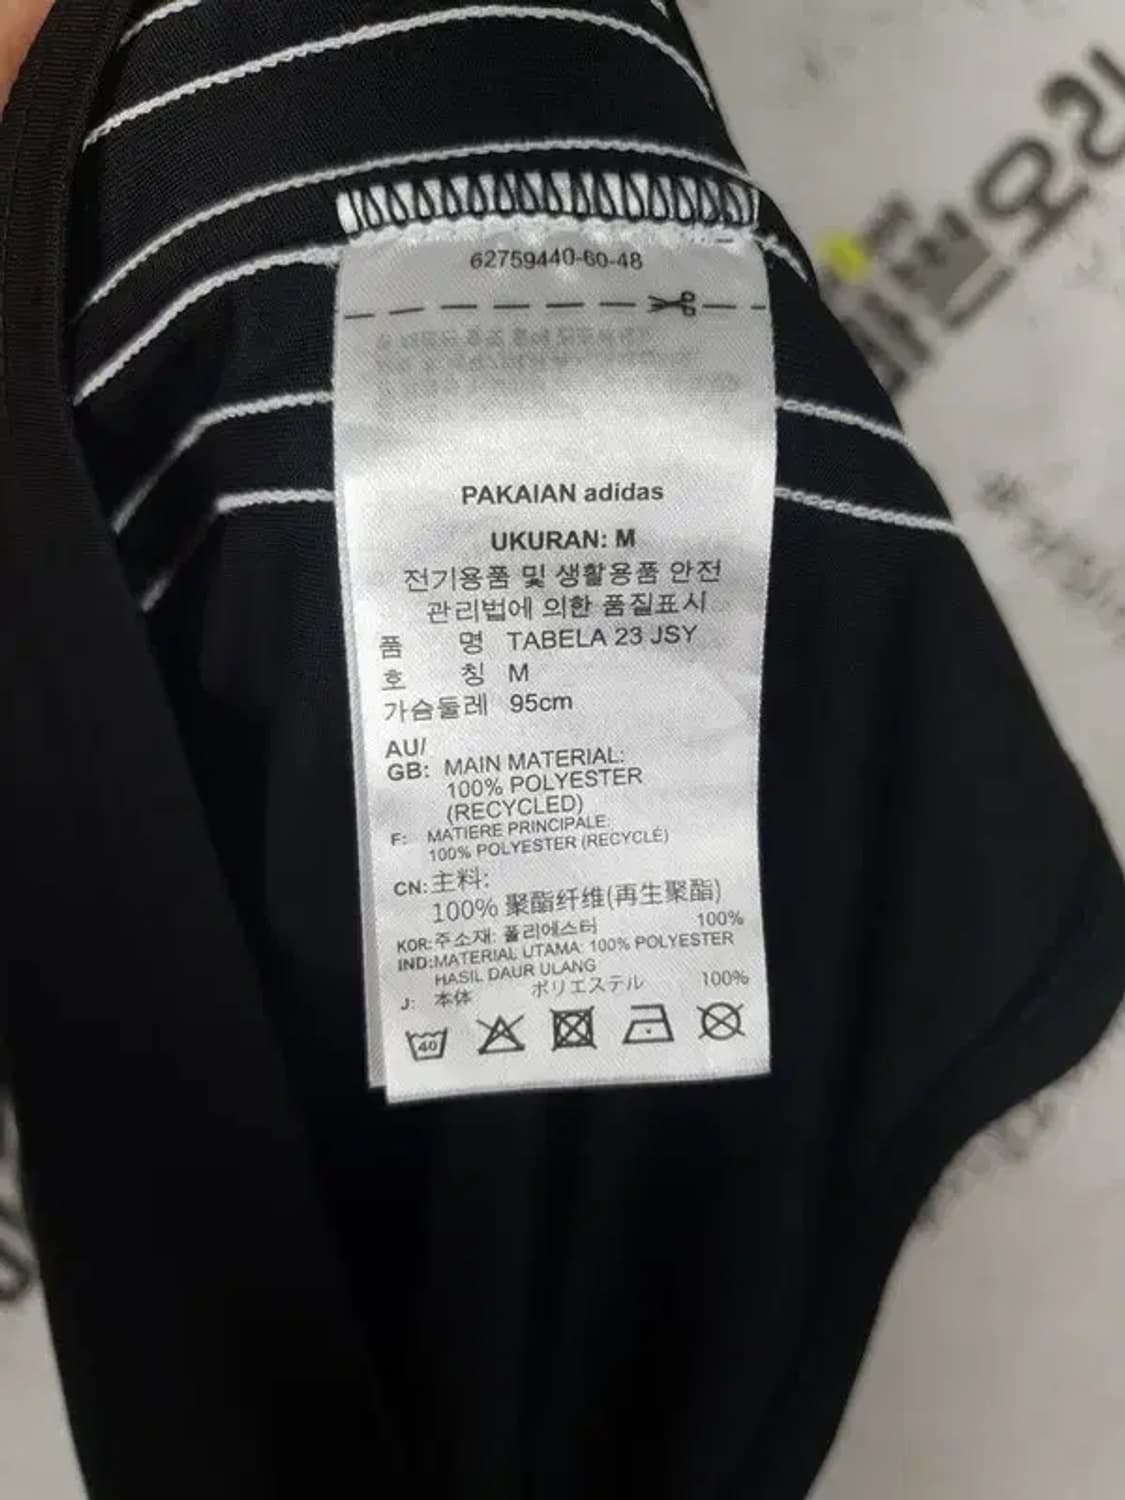 62759440-60-48
PAKAIAN adidas
UKURAN: M
전기용품 및 생활용품 안전
관리법에 의한 품질표시
품 명 TABELA 23 JSY
호 칭 M
가슴둘레 95cm
AU/
GB: MAIN MATERIAL:
100% POLYESTER
(RECYCLED)
F: MATIERE PRINCIPALE:
100% POLYESTER (RECYCLÉ)
CN: 主料:
100% 聚酯纤维(再生聚酯)
KOR: 주소재: 폴리에스터 100%
IND: MATERIAL UTAMA: 100% POLYESTER
HASIL DAUR ULANG
J: 本体 ポリエステル 100%
40